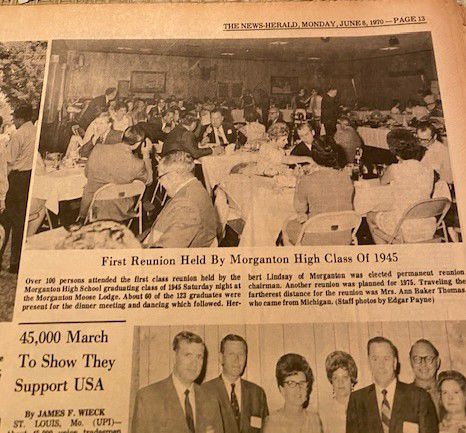 THE NEWS-HERALD, MONDAY, JUNE 8, 1970 — PAGE 13
First Reunion Held By Morganton High Class Of 1945
Over 100 persons attended the first class reunion held by the
Morganton High School graduating class of 1945 Saturday night at
the Morganton Moose Lodge. About 60 of the 123 graduates were
present for the dinner meeting and dancing which followed. Her-
bert Lindsay of Morganton was elected permanent reunion
chairman. Another reunion was planned for 1975. Traveling the
fartherest distance for the reunion was Mrs. Ann Baker Thomas
who came from Michigan. (Staff photos by Edgar Payne)
45,000 March
To Show They
Support USA
By JAMES F. WIECK
ST. LOUIS, Mo. (UPI)—